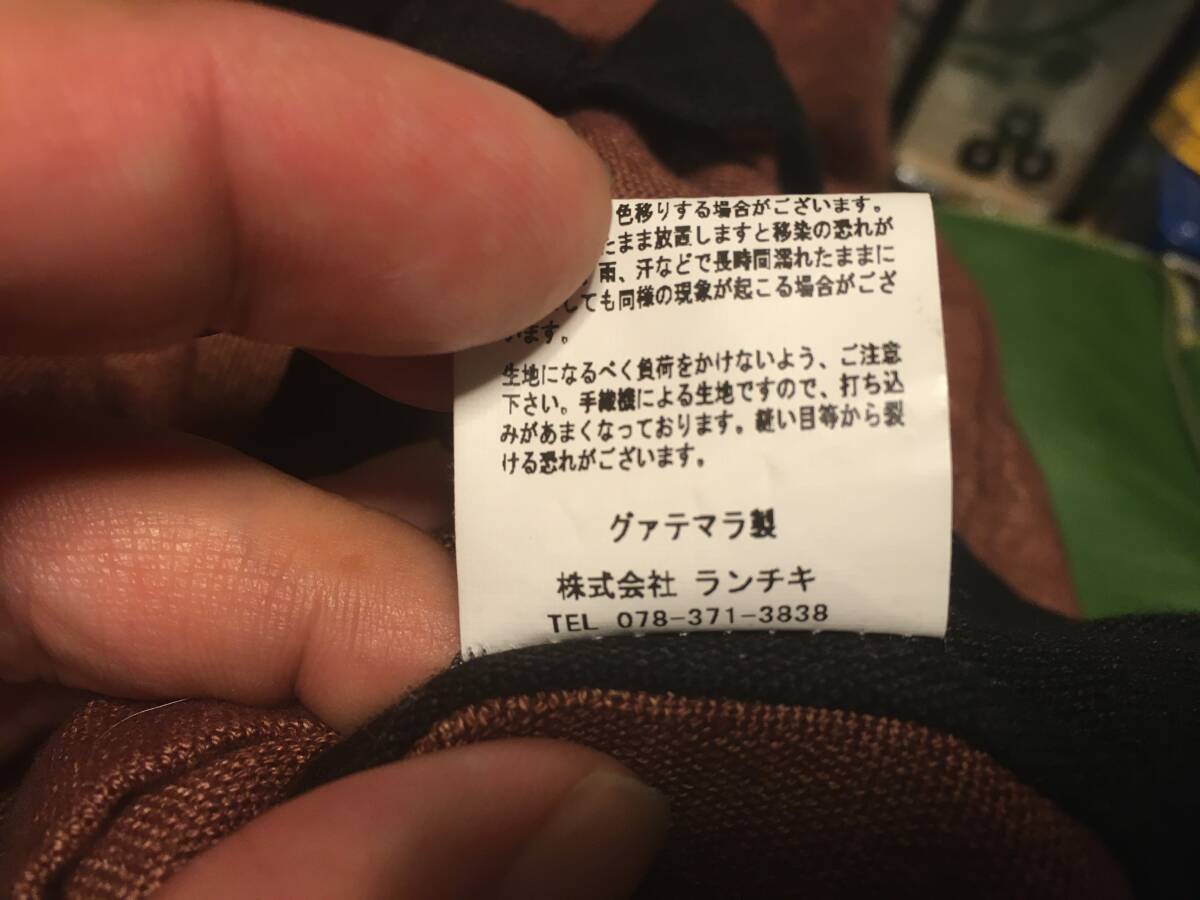 色移りする場合がございます。
たまま放置しますと移染の恐れが
雨、汗などで長時間濡れたままに
しても同様の現象が起こる場合がござ
います。
生地になるべく負荷をかけないよう、ご注意
下さい。手織機による生地ですので、打ち込
みがあまくなっております。縫い目等から裂
ける恐れがございます。
グァテマラ製
株式会社 ランチキ
TEL 078-371-3838